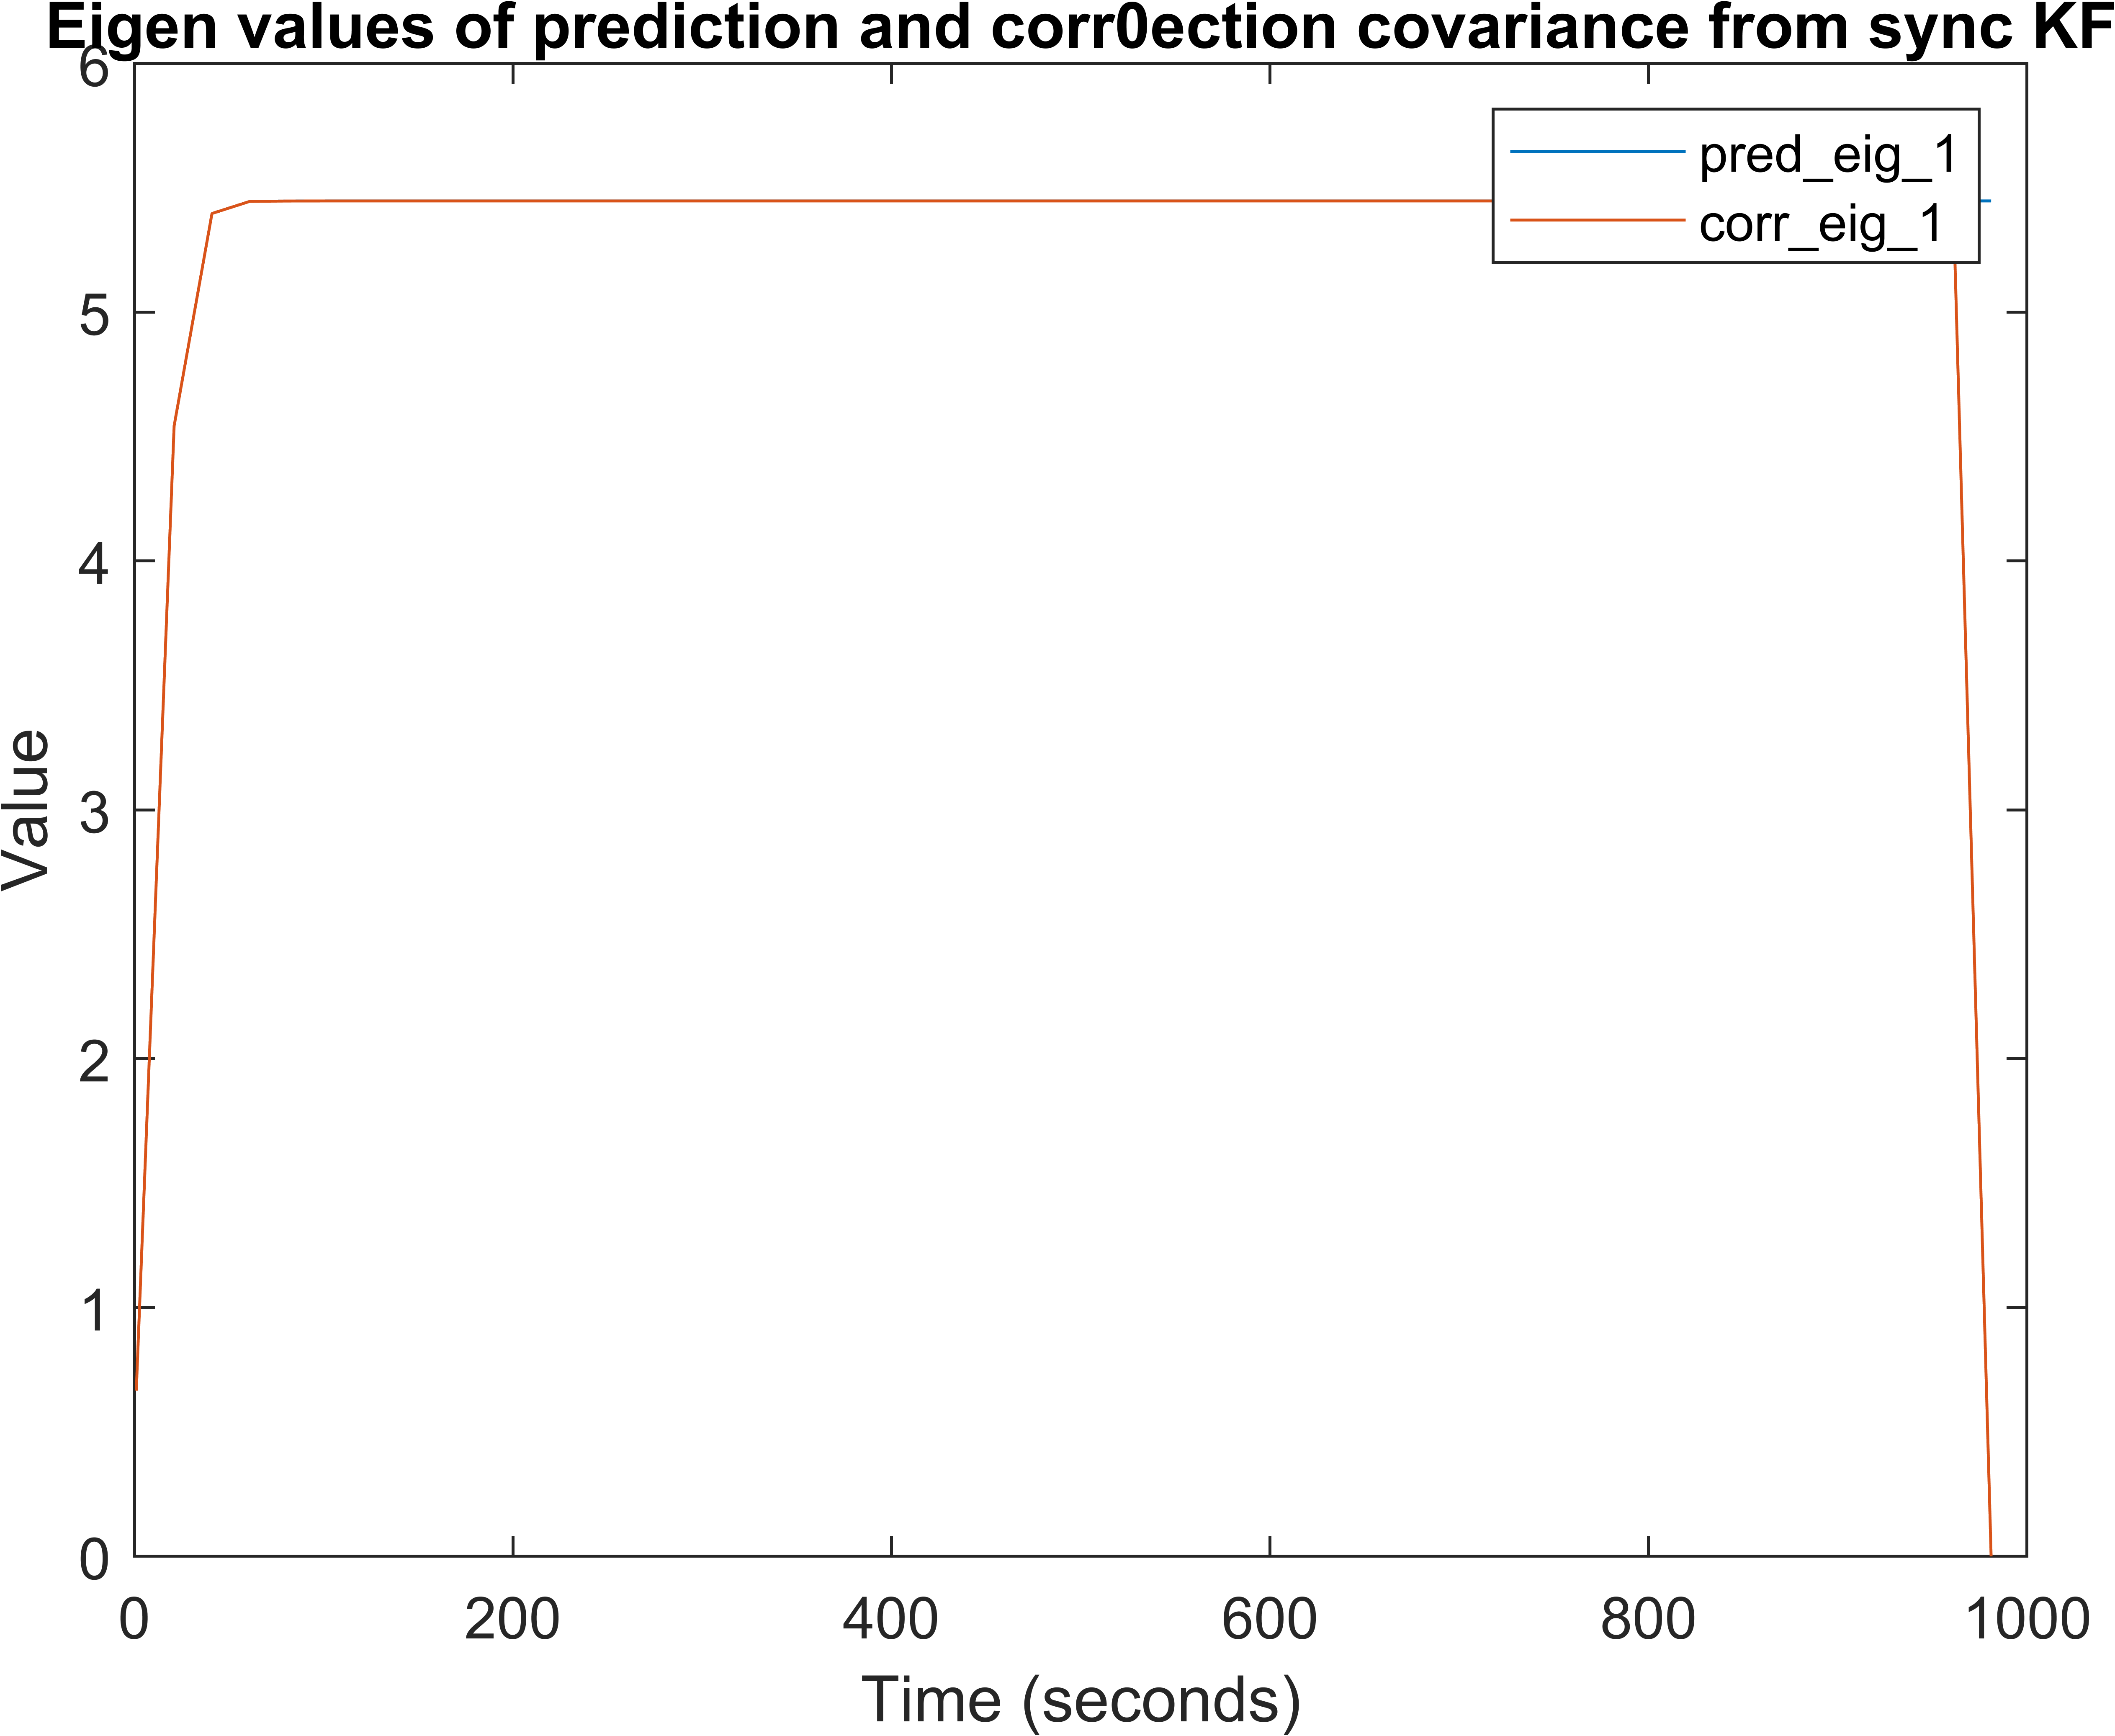 Eigen values of prediction and corr0ection covariance from sync KF
6
pred_eig_1
corr_eig_1
5
4
3
2
1
0
Value
0 200 400 600 800 1000
Time (seconds)